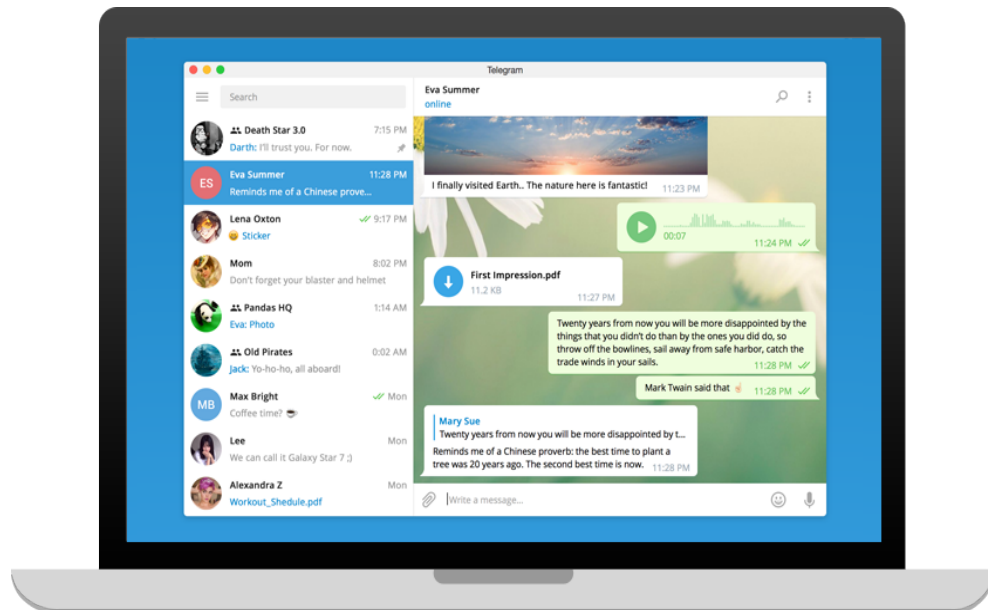 Telegram
Search
Death Star 3.0 7:15 PM
Darth: I'll trust you. For now.
ES
Eva Summer 11:28 PM
Reminds me of a Chinese prove...
Lena Oxton 9:17 PM
😄 Sticker
Mom 8:02 PM
Don't forget your blaster and helmet
Pandas HQ 1:14 AM
Eva: Photo
Old Pirates 0:02 AM
Jack: Yo-ho-ho, all aboard!
MB
Max Bright Mon
Coffee time? ☕
Lee Mon
We can call it Galaxy Star 7 ;)
Alexandra Z Mon
Workout_Shedule.pdf
Eva Summer
online
I finally visited Earth.. The nature here is fantastic! 11:23 PM
00:07 11:24 PM
First Impression.pdf
11.2 KB 11:27 PM
Twenty years from now you will be more disappointed by the
things that you didn't do than by the ones you did do, so
throw off the bowlines, sail away from safe harbor, catch the
trade winds in your sails.
11:28 PM
Mark Twain said that ☝ 11:28 PM
Mary Sue
Twenty years from now you will be more disappointed by t...
Reminds me of a Chinese proverb: the best time to plant a
tree was 20 years ago. The second best time is now. 11:28 PM
Write a message...